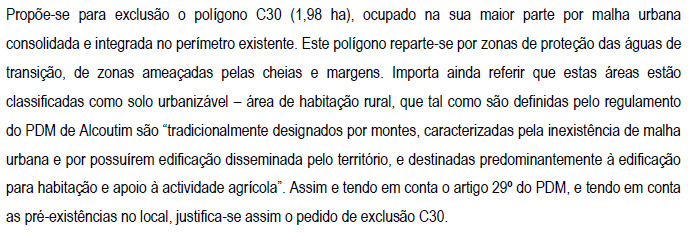 Propõe-se para exclusão o polígono C30 (1,98 ha), ocupado na sua maior parte por malha urbana
consolidada e integrada no perímetro existente. Este polígono reparte-se por zonas de proteção das águas de
transição, de zonas ameaçadas pelas cheias e margens. Importa ainda referir que estas áreas estão
classificadas como solo urbanizável – área de habitação rural, que tal como são definidas pelo regulamento
do PDM de Alcoutim são “tradicionalmente designados por montes, caracterizadas pela inexistência de malha
urbana e por possuírem edificação disseminada pelo território, e destinadas predominantemente à edificação
para habitação e apoio à actividade agrícola”. Assim e tendo em conta o artigo 29º do PDM, e tendo em conta
as pré-existências no local, justifica-se assim o pedido de exclusão C30.